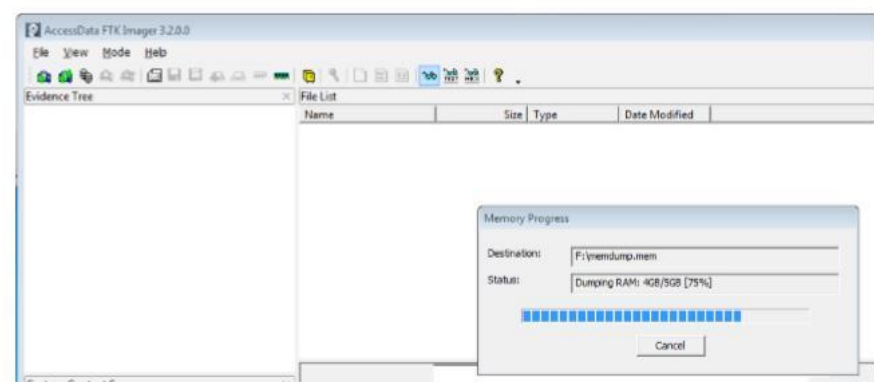 AccessData FTK Imager 3.2.0.0
File View Mode Help
Evidence Tree
File List
Name Size Type Date Modified
Memory Progress
Destination: F:\memdump.mem
Status: Dumping RAM: 4GB/5GB [75%]
Cancel